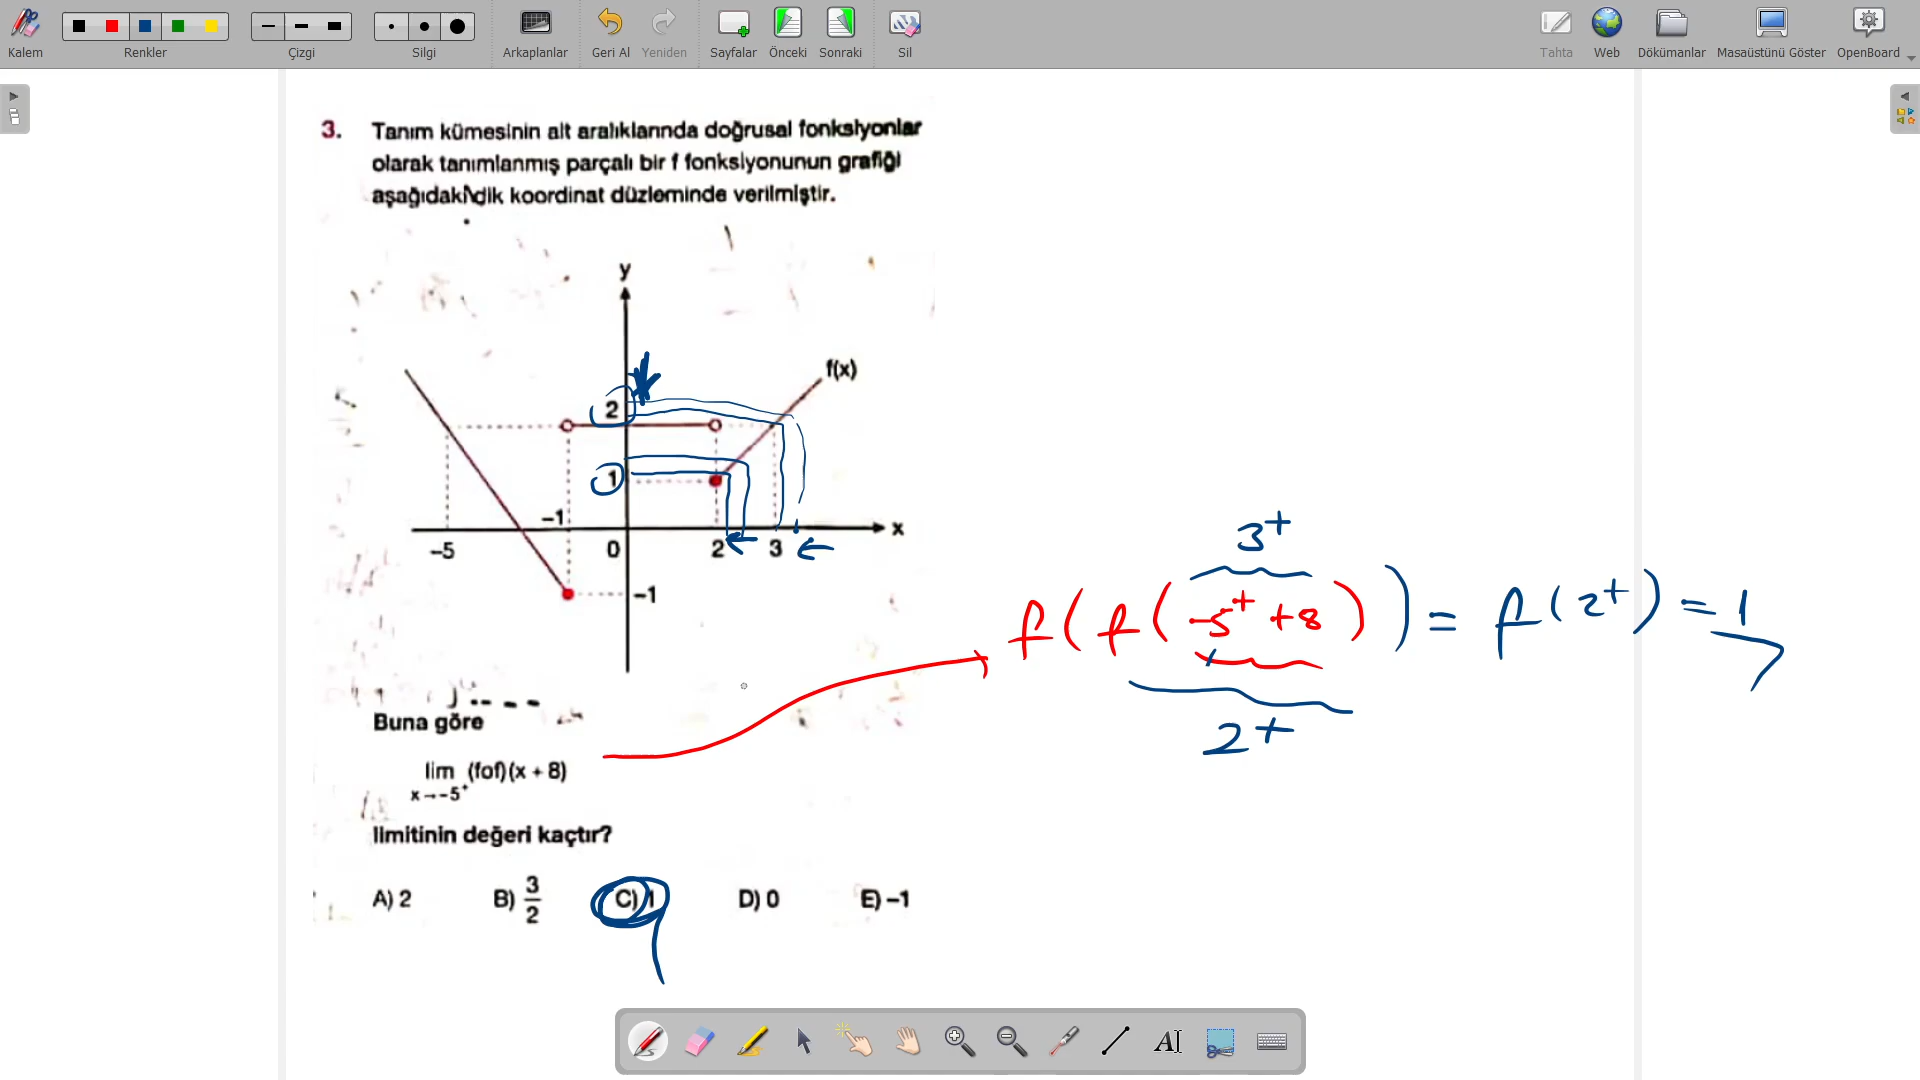 Kalem Renkler Çizgi Silgi Arkaplanlar Geri Al Yeniden Sayfalar Önceki Sonraki Sil Tahta Web Dökümanlar Masaüstünü Göster OpenBoard
3. Tanım kümesinin alt aralıklarında doğrusal fonksiyonlar
olarak tanımlanmış parçalı bir f fonksiyonunun grafiği
aşağıdaki dik koordinat düzleminde verilmiştir.
y
f(x)
2
1
-1
x
-5
0
2
3
-1
3+
f(f(-5+ +8)) = f(2+) = 1
2+
Buna göre
lim (fof)(x + 8)
x→-5+
limitinin değeri kaçtır?
A) 2 B) 3/2 C) 1 D) 0 E) -1